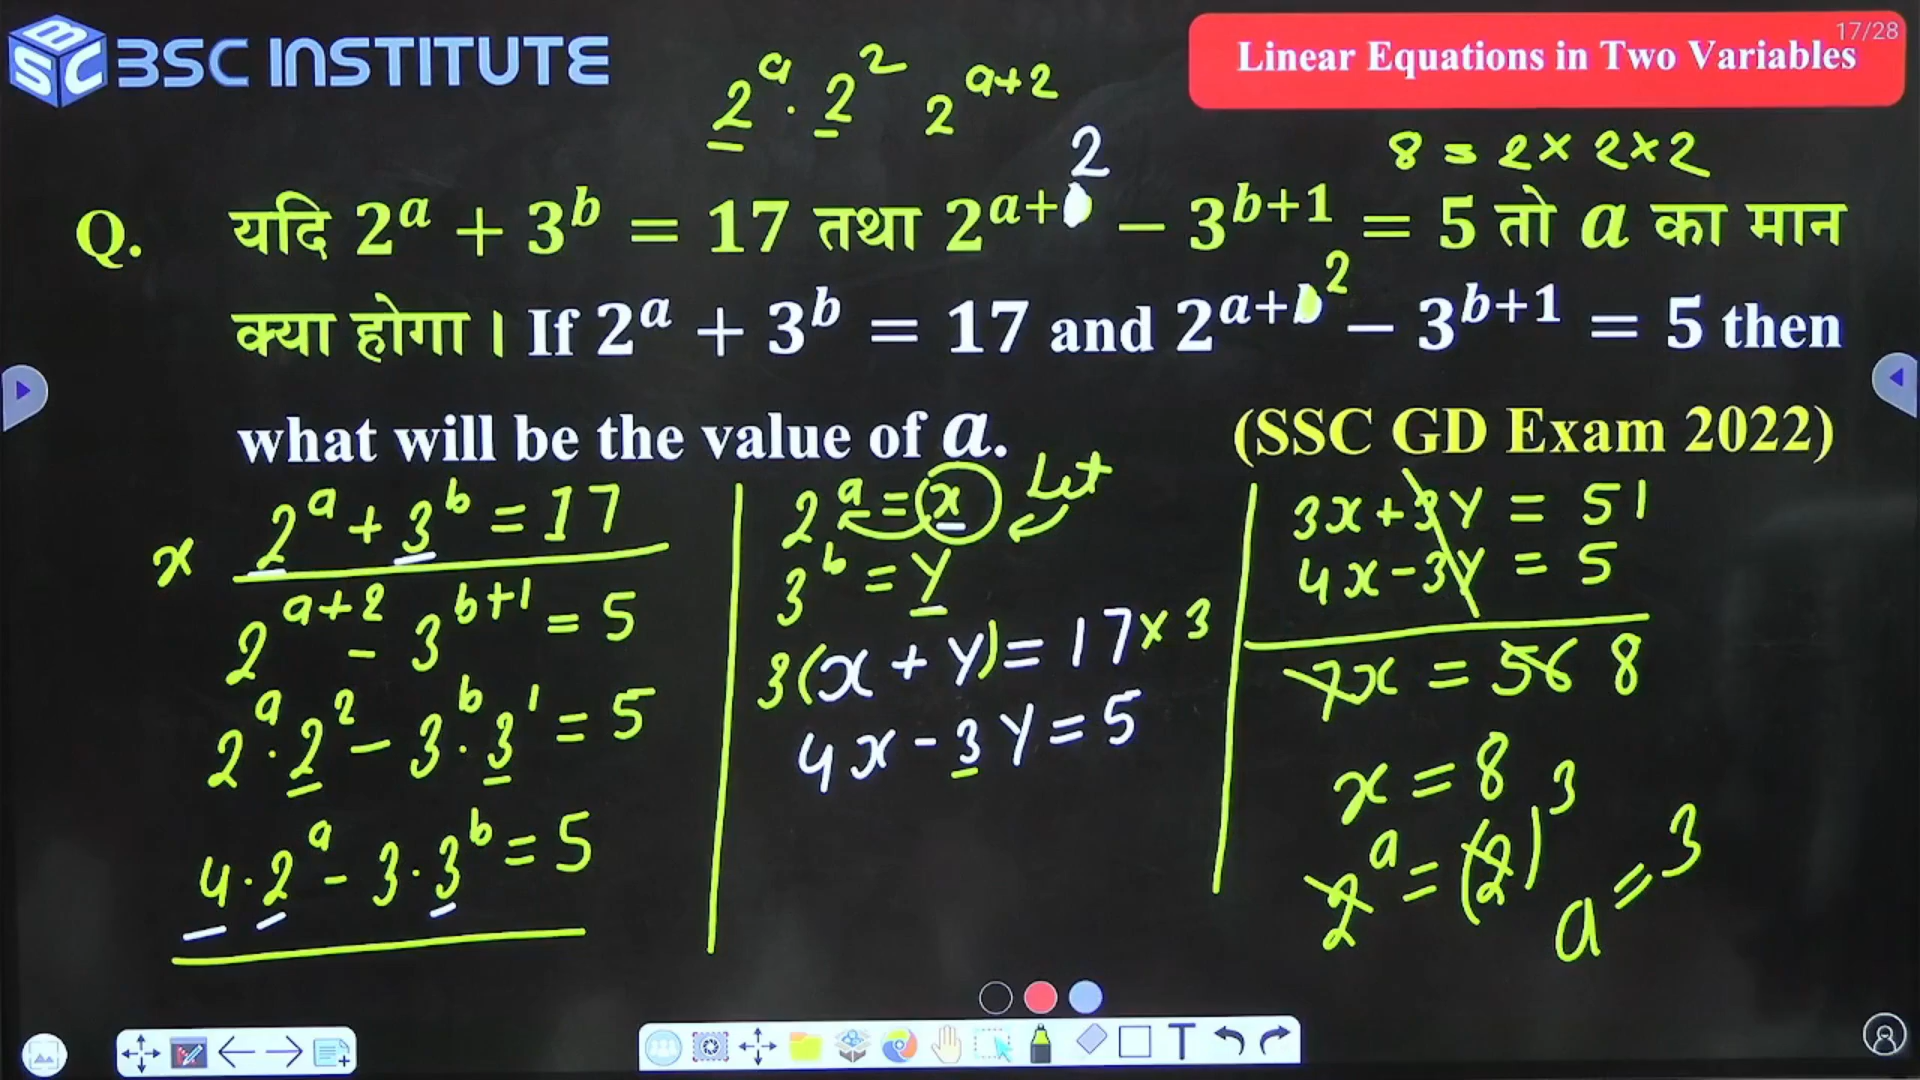 BSC
BSC INSTITUTE
Linear Equations in Two Variables
17/28
2^a · 2^2 2^{a+2}
8 = 2 × 2 × 2
2
Q. यदि 2^a + 3^b = 17 तथा 2^{a+b} − 3^{b+1} = 5 तो a का मान
2
क्या होगा । If 2^a + 3^b = 17 and 2^{a+b} − 3^{b+1} = 5 then
what will be the value of a. (SSC GD Exam 2022)
x 2^a + 3^b = 17
2^{a+2} − 3^{b+1} = 5
2^a · 2^2 − 3^b · 3^1 = 5
4 · 2^a − 3 · 3^b = 5
2^a = x Let
3^b = y
3(x + y) = 17 × 3
4x − 3y = 5
3x + 3y = 51
4x − 3y = 5
7x = 56 8
x = 8
2^a = (2)^3
a = 3
T